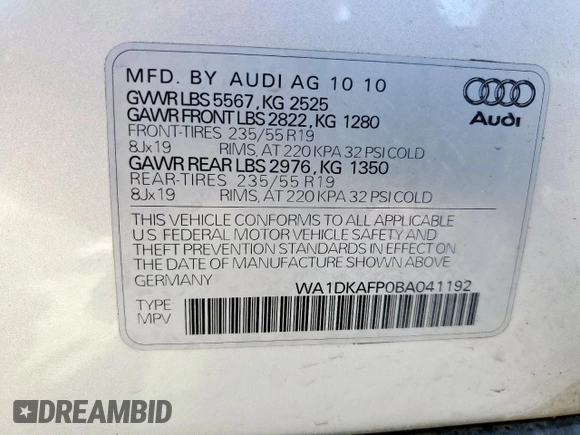 MFD. BY AUDI AG 10 10
GVWR LBS 5567, KG 2525
GAWR FRONT LBS 2822, KG 1280
FRONT-TIRES 235/55 R19
8Jx19 RIMS, AT 220 KPA 32 PSI COLD
GAWR REAR LBS 2976, KG 1350
REAR-TIRES 235/55 R19
8Jx19 RIMS, AT 220 KPA 32 PSI COLD
Audi
THIS VEHICLE CONFORMS TO ALL APPLICABLE
U.S FEDERAL MOTOR VEHICLE SAFETY AND
THEFT PREVENTION STANDARDS IN EFFECT ON
THE DATE OF MANUFACTURE SHOWN ABOVE.
GERMANY
WA1DKAFP0BA041192
TYPE
MPV
DREAMBID